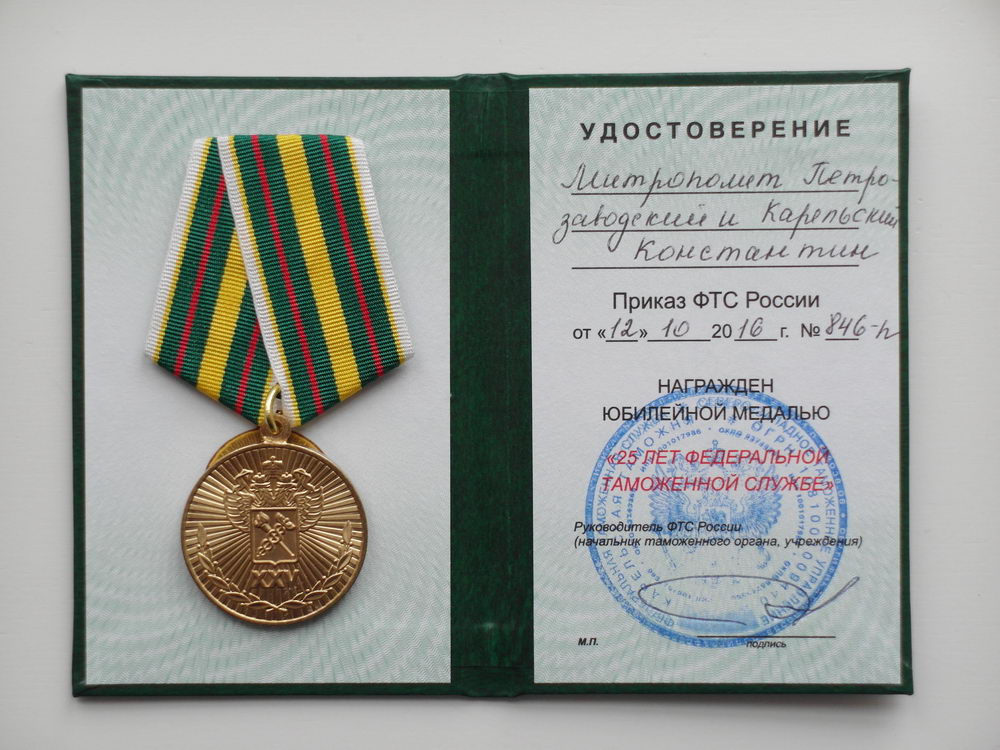 XXV
УДОСТОВЕРЕНИЕ
Митрополит Петро-
заводский и Карельский
Константин
Приказ ФТС России
от «12» 10 2016 г. № 846-к
НАГРАЖДЕН
ЮБИЛЕЙНОЙ МЕДАЛЬЮ
«25 ЛЕТ ФЕДЕРАЛЬНОЙ
ТАМОЖЕННОЙ СЛУЖБЕ»
Руководитель ФТС России
(начальник таможенного органа, учреждения)
М.П.
подпись